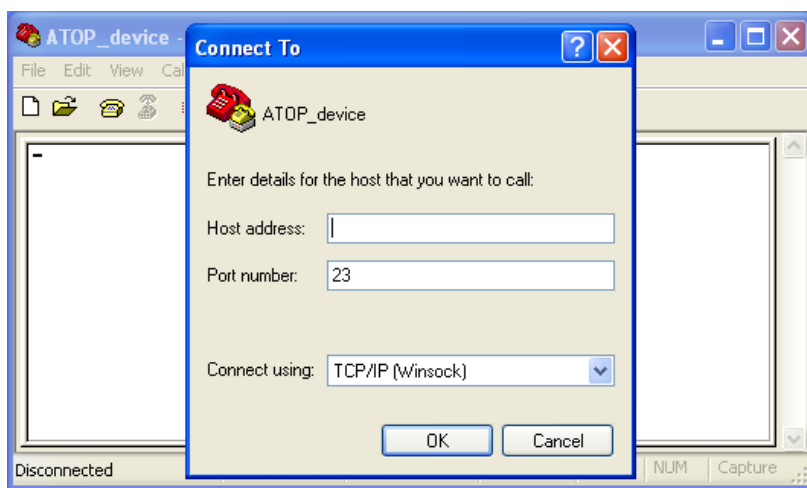 ATOP_device -
Connect To
File Edit View Cal
ATOP_device
Enter details for the host that you want to call:
Host address:
Port number: 23
Connect using: TCP/IP (Winsock)
OK Cancel
Disconnected NUM Capture